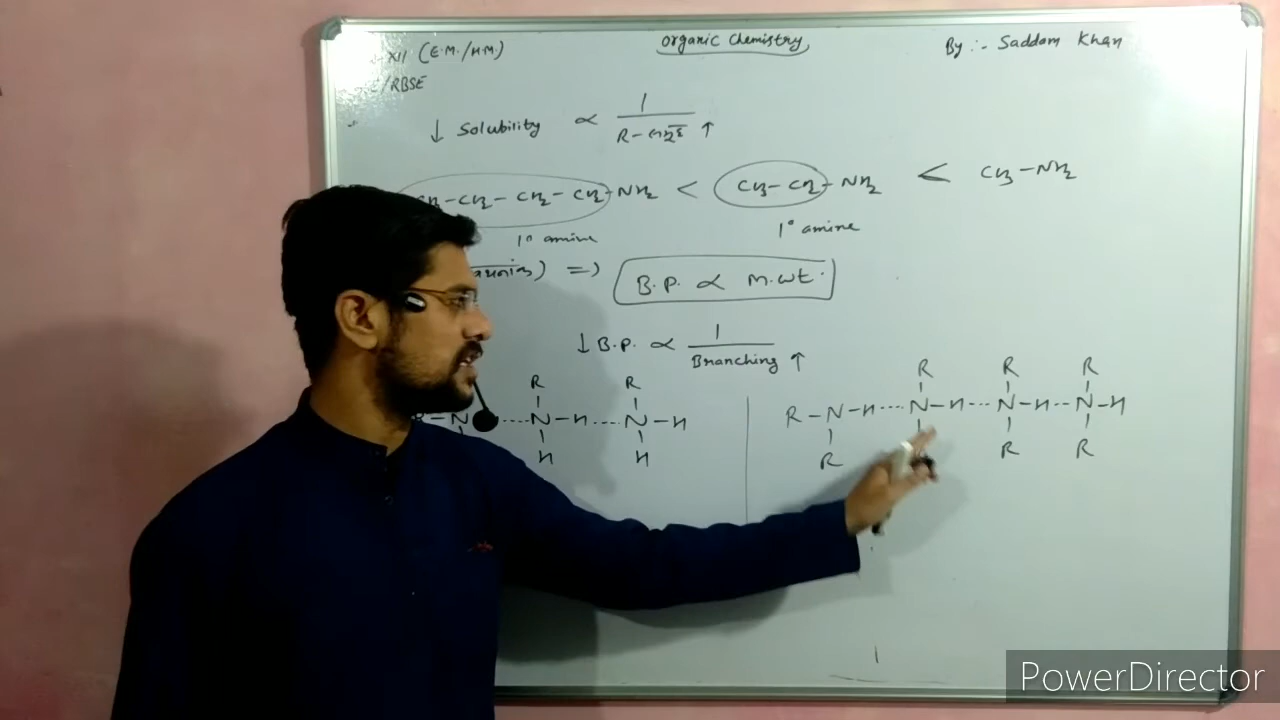 XII (E.M./H.M.)
Organic Chemistry
By :- Saddam Khan
/RBSE
↓ Solubility ∝ 1 / R- ↑
CH3-CH2-CH2-CH2-NH2 < CH3-CH2-NH2 < CH3-NH2
1° amine 1° amine
=> B.P. ∝ M.wt.
↓ B.P. ∝ 1 / Branching ↑
R R
R R R
R-N ----N-H----N-H
R-N-H----N-H----N-H----N-H
H H
R R R
PowerDirector